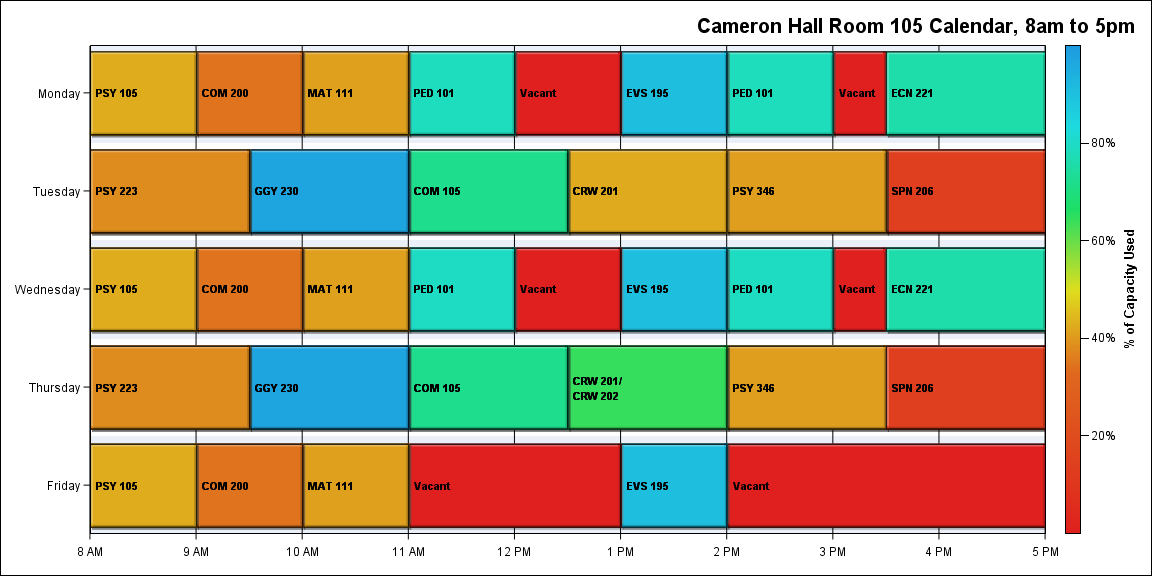 Cameron Hall Room 105 Calendar, 8am to 5pm
Monday
PSY 105
COM 200
MAT 111
PED 101
Vacant
EVS 195
PED 101
Vacant
ECN 221
Tuesday
PSY 223
GGY 230
COM 105
CRW 201
PSY 346
SPN 206
Wednesday
PSY 105
COM 200
MAT 111
PED 101
Vacant
EVS 195
PED 101
Vacant
ECN 221
Thursday
PSY 223
GGY 230
COM 105
CRW 201/
CRW 202
PSY 346
SPN 206
Friday
PSY 105
COM 200
MAT 111
Vacant
EVS 195
Vacant
8 AM
9 AM
10 AM
11 AM
12 PM
1 PM
2 PM
3 PM
4 PM
5 PM
80%
60%
40%
20%
% of Capacity Used